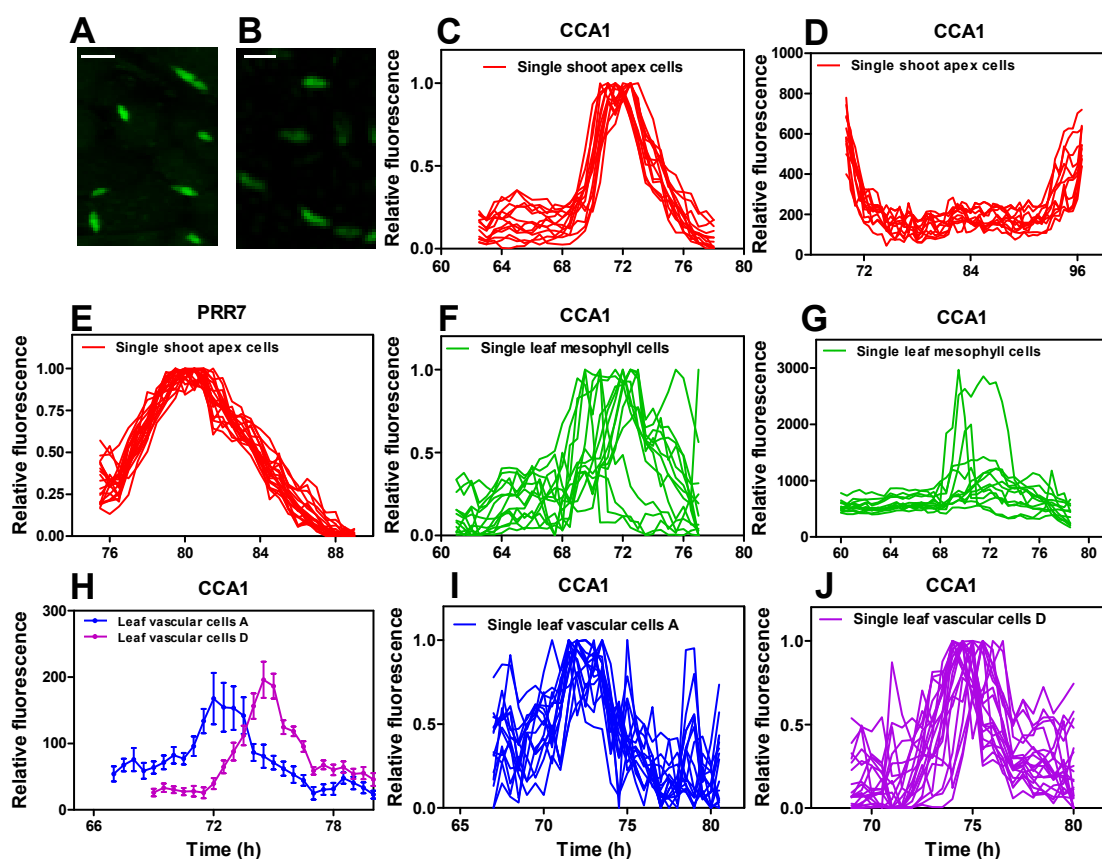 A
B
C
CCA1
Single shoot apex cells
Relative fluorescence
1.0
0.5
0.0
60 64 68 72 76 80
D
CCA1
Single shoot apex cells
Relative fluorescence
1000
800
600
400
200
0
72 84 96
E
PRR7
Single shoot apex cells
Relative fluorescence
1.00
0.75
0.50
0.25
0.00
76 80 84 88
F
CCA1
Single leaf mesophyll cells
Relative fluorescence
1.0
0.5
0.0
60 64 68 72 76 80
G
CCA1
Single leaf mesophyll cells
Relative fluorescence
3000
2000
1000
0
60 64 68 72 76 80
H
CCA1
Leaf vascular cells A
Leaf vascular cells D
Relative fluorescence
300
200
100
0
66 72 78
Time (h)
I
CCA1
Single leaf vascular cells A
Relative fluorescence
1.0
0.5
0.0
65 70 75 80
Time (h)
J
CCA1
Single leaf vascular cells D
Relative fluorescence
1.0
0.5
0.0
70 75 80
Time (h)